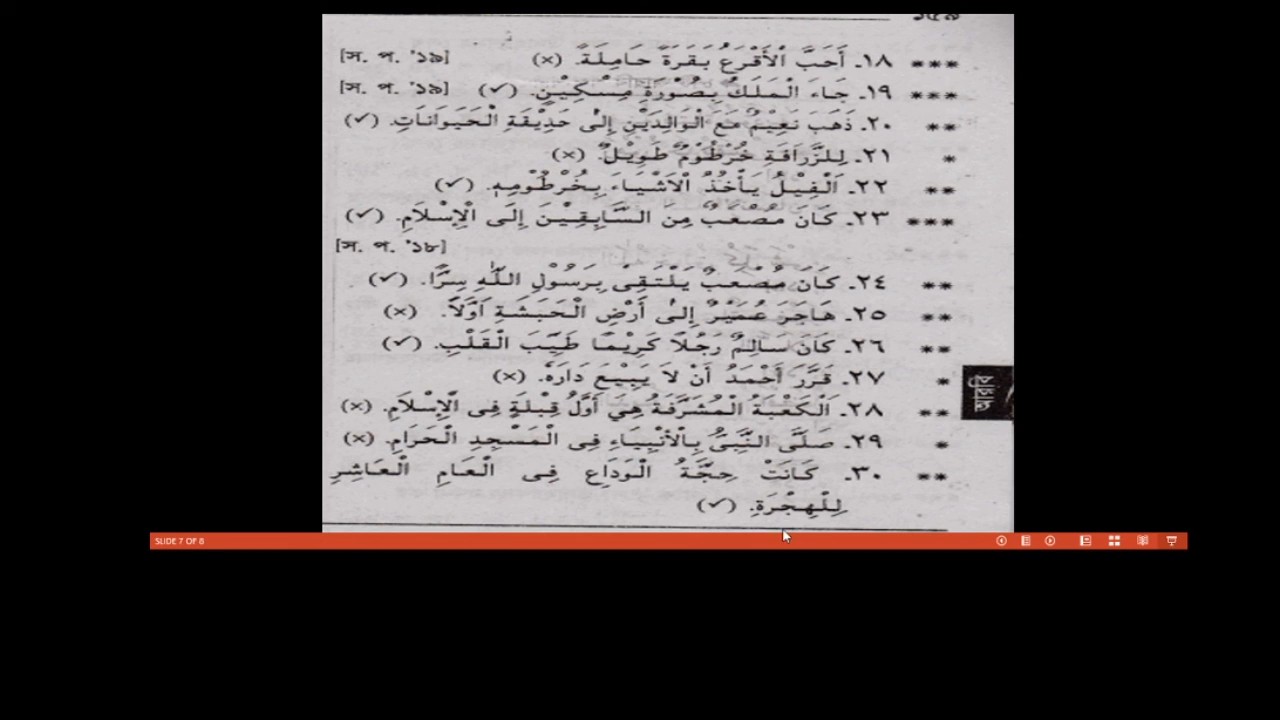 *** ١٨. أَحَبَّ الْأَقْرَعُ بَقَرَةً حَامِلَةً. (×) [স. প. '১৯]
*** ١٩. جَاءَ الْمَلَكُ بِصُوْرَةِ مِسْكِيْنٍ. (✓) [স. প. '১৯]
** ٢٠. ذَهَبَ نَعِيْمٌ مَعَ الْوَالِدَيْنِ إِلٰى حَدِيْقَةِ الْحَيَوَانَاتِ. (✓)
* ٢١. لِلزَّرَافَةِ خُرْطُوْمٌ طَوِيْلٌ. (×)
** ٢٢. اَلْفِيْلُ يَأْخُذُ الْاَشْيَاءَ بِخُرْطُوْمِهِ. (✓)
*** ٢٣. كَانَ مُصْعَبٌ مِنَ السَّابِقِيْنَ إِلَى الْإِسْلَامِ. (✓)
[স. প. '১৮]
** ٢٤. كَانَ مُصْعَبٌ يَلْتَقِىْ بِرَسُوْلِ اللّٰهِ سِرًّا. (✓)
** ٢٥. هَاجَرَ عُمَيْرٌ إِلٰى أَرْضِ الْحَبَشَةِ اَوَّلًا. (×)
** ٢٦. كَانَ سَالِمٌ رَجُلًا كَرِيْمًا طَيِّبَ الْقَلْبِ. (✓)
* ٢٧. قَرَّرَ أَحْمَدُ أَنْ لَا يَبِيْعَ دَارَهٗ. (×)
** ٢٨. اَلْكَعْبَةُ الْمُشَرَّفَةُ هِيَ اَوَّلُ قِبْلَةٍ فِى الْإِسْلَامِ. (×)
* ٢٩. صَلَّى النَّبِىُّ بِالْأَنْبِيَاءِ فِى الْمَسْجِدِ الْحَرَامِ. (×)
** ٣٠. كَانَتْ حِجَّةُ الْوَدَاعِ فِى الْعَامِ الْعَاشِرِ
لِلْهِجْرَةِ. (✓)
আরবি
SLIDE 7 OF 8